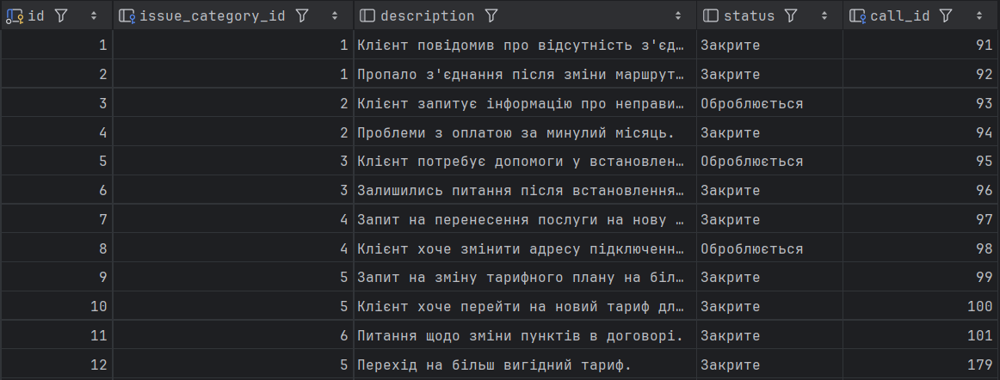 id issue_category_id description status call_id
1 1 Клієнт повідомив про відсутність з'єд… Закрите 91
2 1 Пропало з'єднання після зміни маршрут… Закрите 92
3 2 Клієнт запитує інформацію про неправи… Оброблюється 93
4 2 Проблеми з оплатою за минулий місяць. Закрите 94
5 3 Клієнт потребує допомоги у встановлен… Оброблюється 95
6 3 Залишились питання після встановлення… Закрите 96
7 4 Запит на перенесення послуги на нову … Закрите 97
8 4 Клієнт хоче змінити адресу підключенн… Оброблюється 98
9 5 Запит на зміну тарифного плану на біл… Закрите 99
10 5 Клієнт хоче перейти на новий тариф дл… Закрите 100
11 6 Питання щодо зміни пунктів в договорі. Закрите 101
12 5 Перехід на більш вигідний тариф. Закрите 179